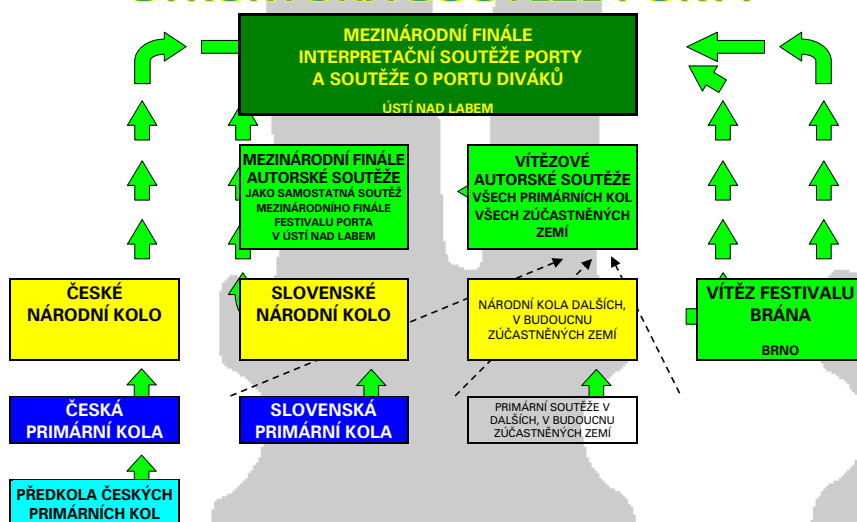 MEZINÁRODNÍ FINÁLE
INTERPRETAČNÍ SOUTĚŽE PORTY
A SOUTĚŽE O PORTU DIVÁKŮ
ÚSTÍ NAD LABEM
MEZINÁRODNÍ FINÁLE
AUTORSKÉ SOUTĚŽE
JAKO SAMOSTATNÁ SOUTĚŽ
MEZINÁRODNÍHO FINÁLE
FESTIVALU PORTA
V ÚSTÍ NAD LABEM
VÍTĚZOVÉ
AUTORSKÉ SOUTĚŽE
VŠECH PRIMÁRNÍCH KOL
VŠECH ZÚČASTNĚNÝCH
ZEMÍ
ČESKÉ
NÁRODNÍ KOLO
SLOVENSKÉ
NÁRODNÍ KOLO
NÁRODNÍ KOLA DALŠÍCH,
V BUDOUCNU
ZÚČASTNĚNÝCH ZEMÍ
VÍTĚZ FESTIVALU
BRÁNA
BRNO
ČESKÁ
PRIMÁRNÍ KOLA
SLOVENSKÁ
PRIMÁRNÍ KOLA
PRIMÁRNÍ SOUTĚŽE V
DALŠÍCH, V BUDOUCNU
ZÚČASTNĚNÝCH ZEMÍ
PŘEDKOLA ČESKÝCH
PRIMÁRNÍCH KOL